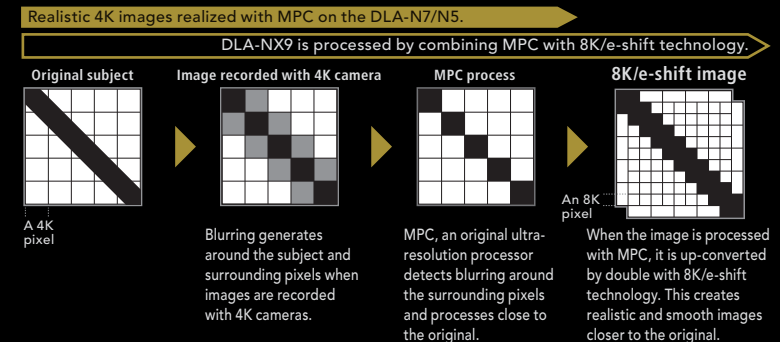 Realistic 4K images realized with MPC on the DLA-N7/N5.
DLA-NX9 is processed by combining MPC with 8K/e-shift technology.
Original subject
Image recorded with 4K camera
MPC process
8K/e-shift image
A 4K
pixel
An 8K
pixel
Blurring generates
around the subject and
surrounding pixels when
images are recorded
with 4K cameras.
MPC, an original ultra-
resolution processor
detects blurring around
the surrounding pixels
and processes close to
the original.
When the image is processed
with MPC, it is up-converted
by double with 8K/e-shift
technology. This creates
realistic and smooth images
closer to the original.